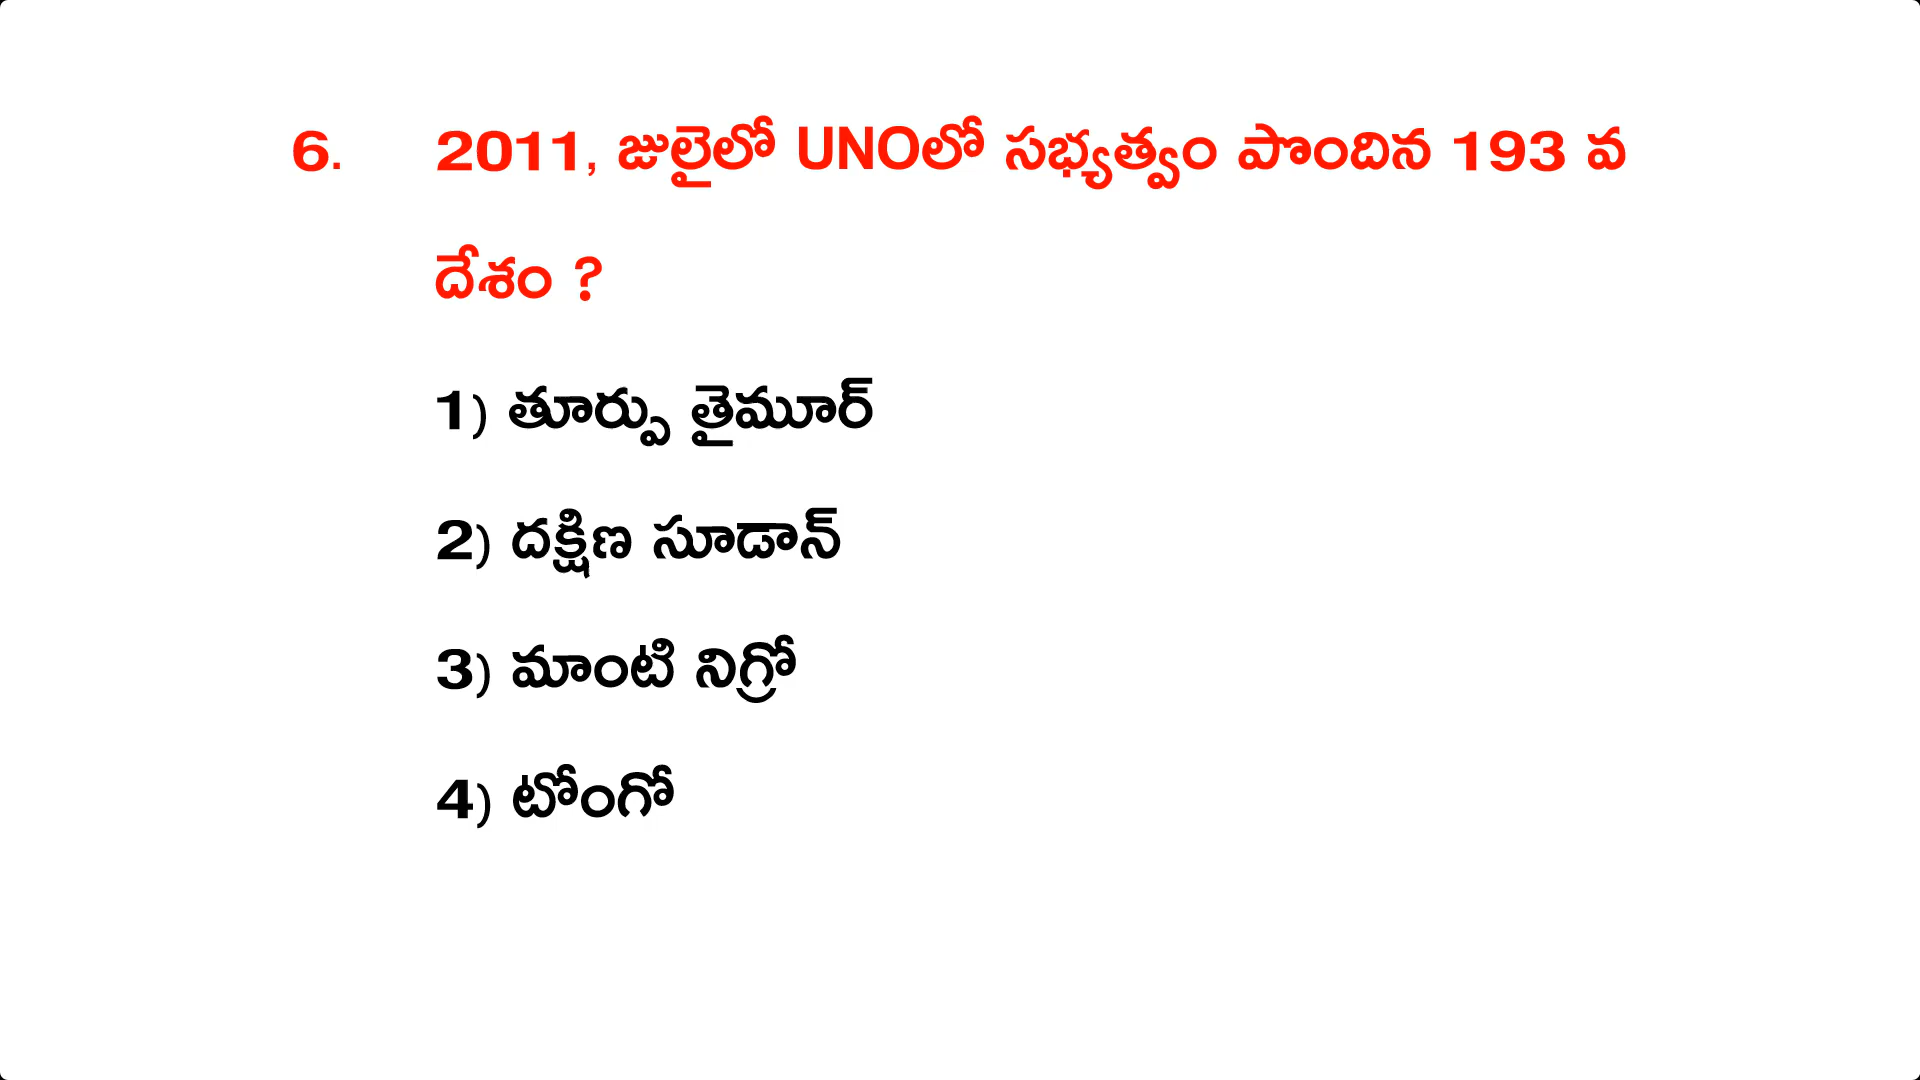 6. 2011, జులైలో UNOలో సభ్యత్వం పొందిన 193 వ
దేశం ?
1) తూర్పు తైమూర్
2) దక్షిణ సూడాన్
3) మాంటి నిగ్రో
4) టోంగో